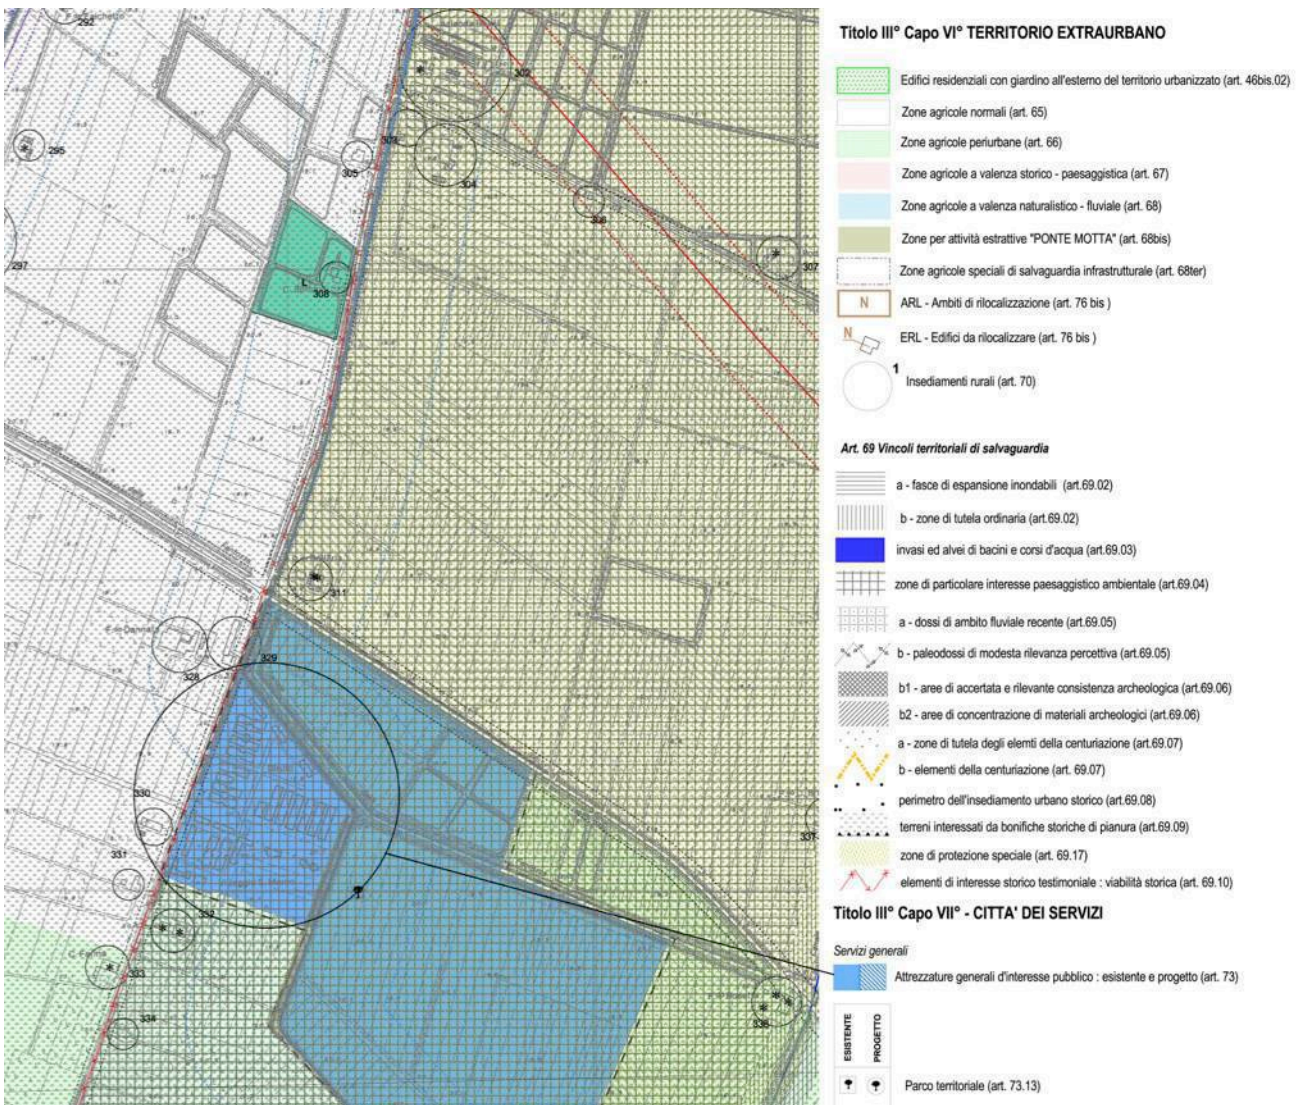 292
302
295
303
305
304
306
307
297
L
308
311
328
329
330
331
332
333
334
336
337
Titolo III° Capo VI° TERRITORIO EXTRAURBANO
Edifici residenziali con giardino all'esterno del territorio urbanizzato (art. 46bis.02)
Zone agricole normali (art. 65)
Zone agricole periurbane (art. 66)
Zone agricole a valenza storico - paesaggistica (art. 67)
Zone agricole a valenza naturalistico - fluviale (art. 68)
Zone per attività estrattive "PONTE MOTTA" (art. 68bis)
Zone agricole speciali di salvaguardia infrastrutturale (art. 68ter)
N ARL - Ambiti di rilocalizzazione (art. 76 bis )
N ERL - Edifici da rilocalizzare (art. 76 bis )
1 Insediamenti rurali (art. 70)
Art. 69 Vincoli territoriali di salvaguardia
a - fasce di espansione inondabili (art.69.02)
b - zone di tutela ordinaria (art.69.02)
invasi ed alvei di bacini e corsi d'acqua (art.69.03)
zone di particolare interesse paesaggistico ambientale (art.69.04)
a - dossi di ambito fluviale recente (art.69.05)
b - paleodossi di modesta rilevanza percettiva (art.69.05)
b1 - aree di accertata e rilevante consistenza archeologica (art.69.06)
b2 - aree di concentrazione di materiali archeologici (art.69.06)
a - zone di tutela degli elemti della centuriazione (art.69.07)
b - elementi della centuriazione (art. 69.07)
perimetro dell'insediamento urbano storico (art.69.08)
terreni interessati da bonifiche storiche di pianura (art.69.09)
zone di protezione speciale (art. 69.17)
elementi di interesse storico testimoniale : viabilità storica (art. 69.10)
Titolo III° Capo VII° - CITTA' DEI SERVIZI
Servizi generali
Attrezzature generali d'interesse pubblico : esistente e progetto (art. 73)
ESISTENTE
PROGETTO
Parco territoriale (art. 73.13)